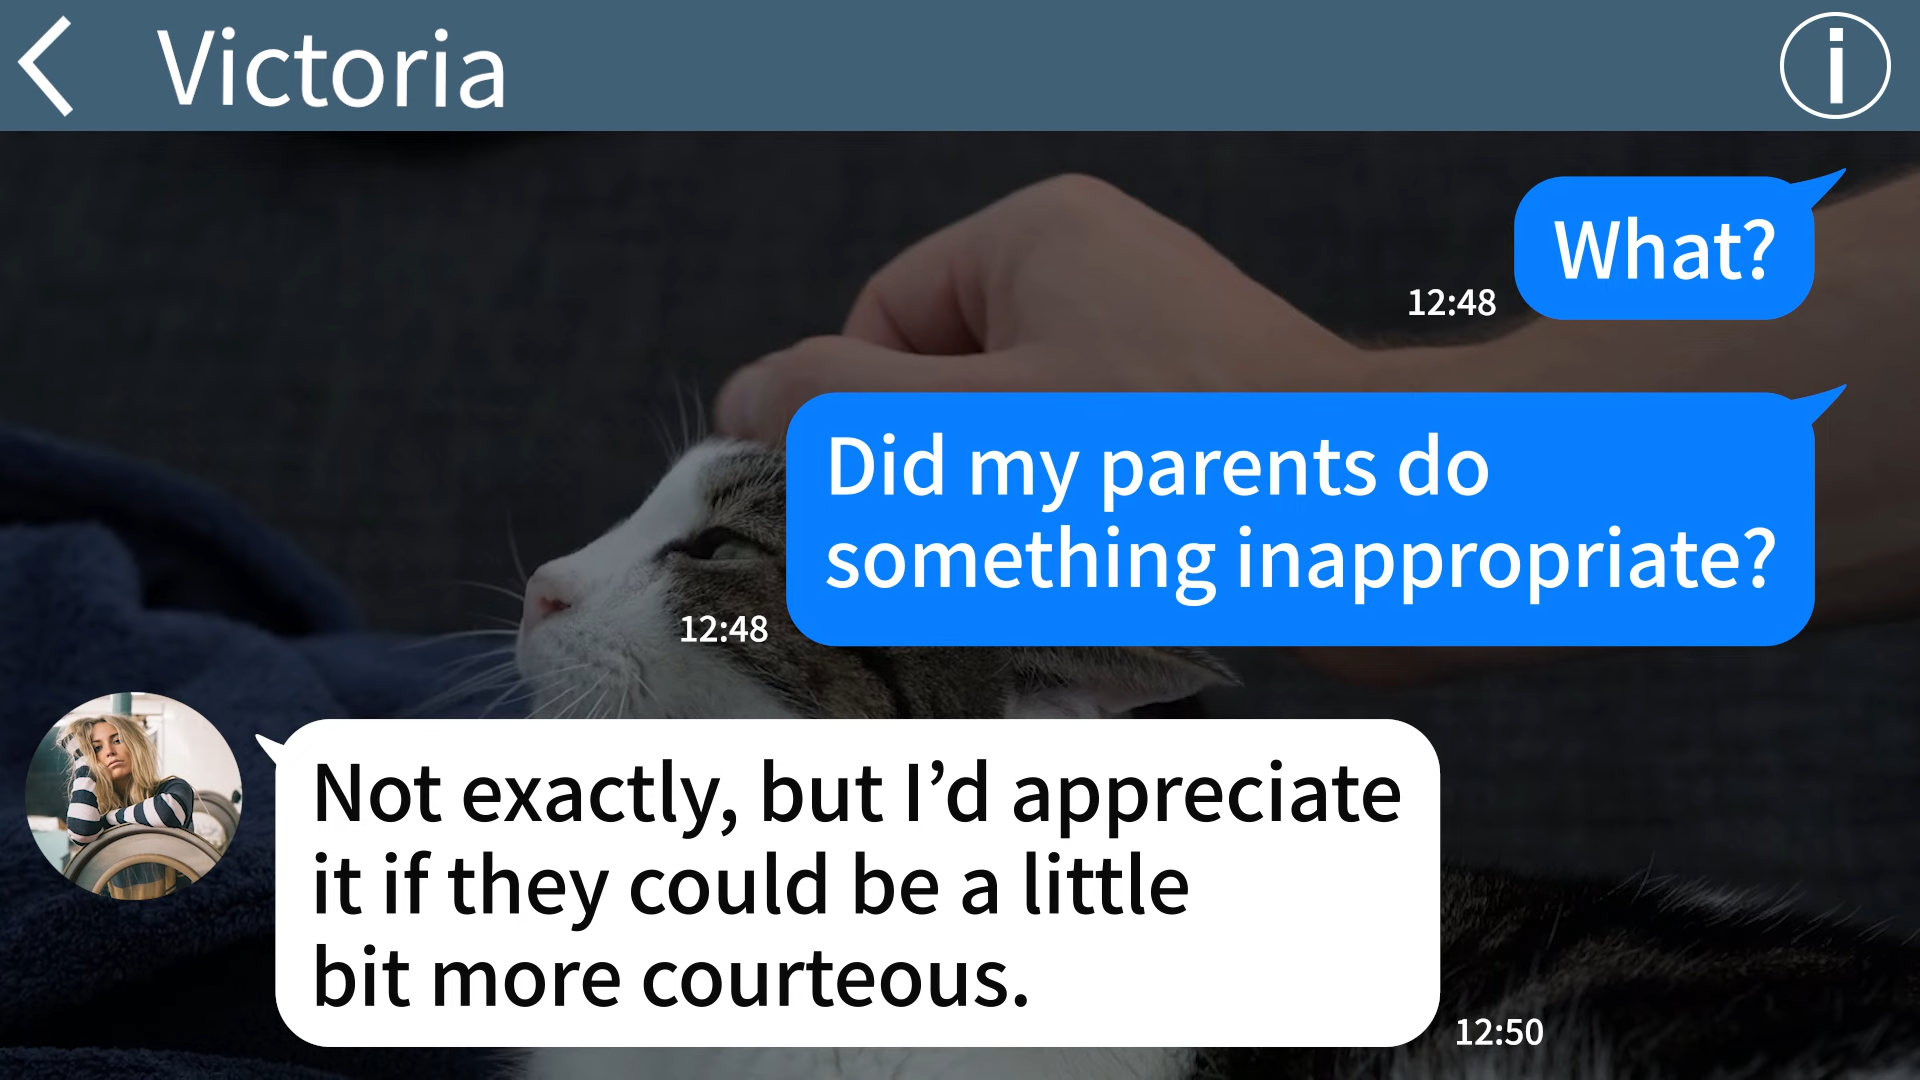 Victoria
What?
12:48
Did my parents do
something inappropriate?
12:48
Not exactly, but I’d appreciate
it if they could be a little
bit more courteous.
12:50